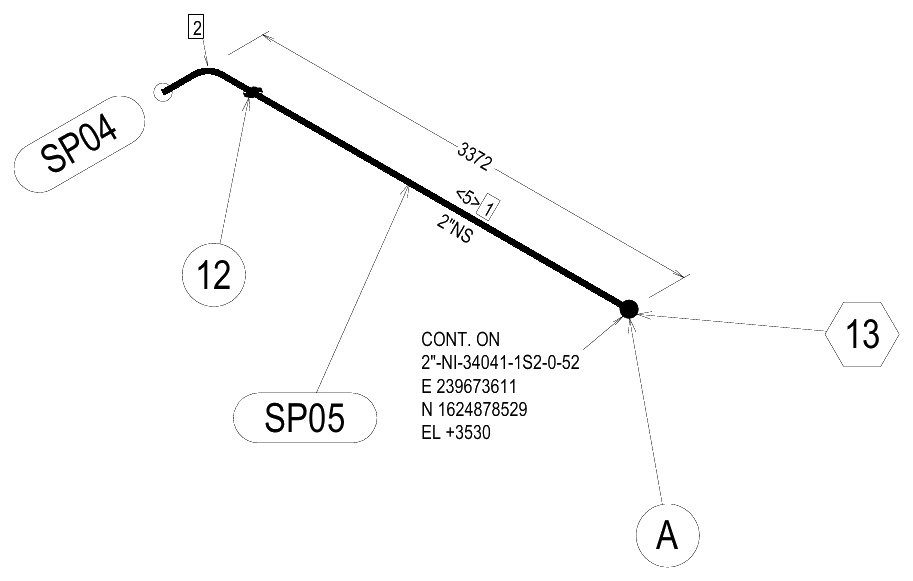 2
SP04
3372
<5> 1
2"NS
12
13
CONT. ON
2"-NI-34041-1S2-0-52
E 239673611
N 1624878529
EL +3530
SP05
A